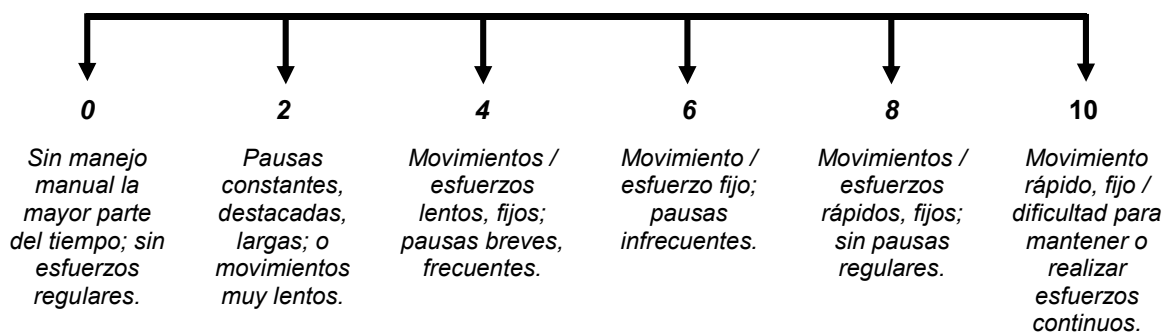 0
Sin manejo
manual la
mayor parte
del tiempo; sin
esfuerzos
regulares.
2
Pausas
constantes,
destacadas,
largas; o
movimientos
muy lentos.
4
Movimientos /
esfuerzos
lentos, fijos;
pausas breves,
frecuentes.
6
Movimiento /
esfuerzo fijo;
pausas
infrecuentes.
8
Movimientos /
esfuerzos
rápidos, fijos;
sin pausas
regulares.
10
Movimiento
rápido, fijo /
dificultad para
mantener o
realizar
esfuerzos
continuos.